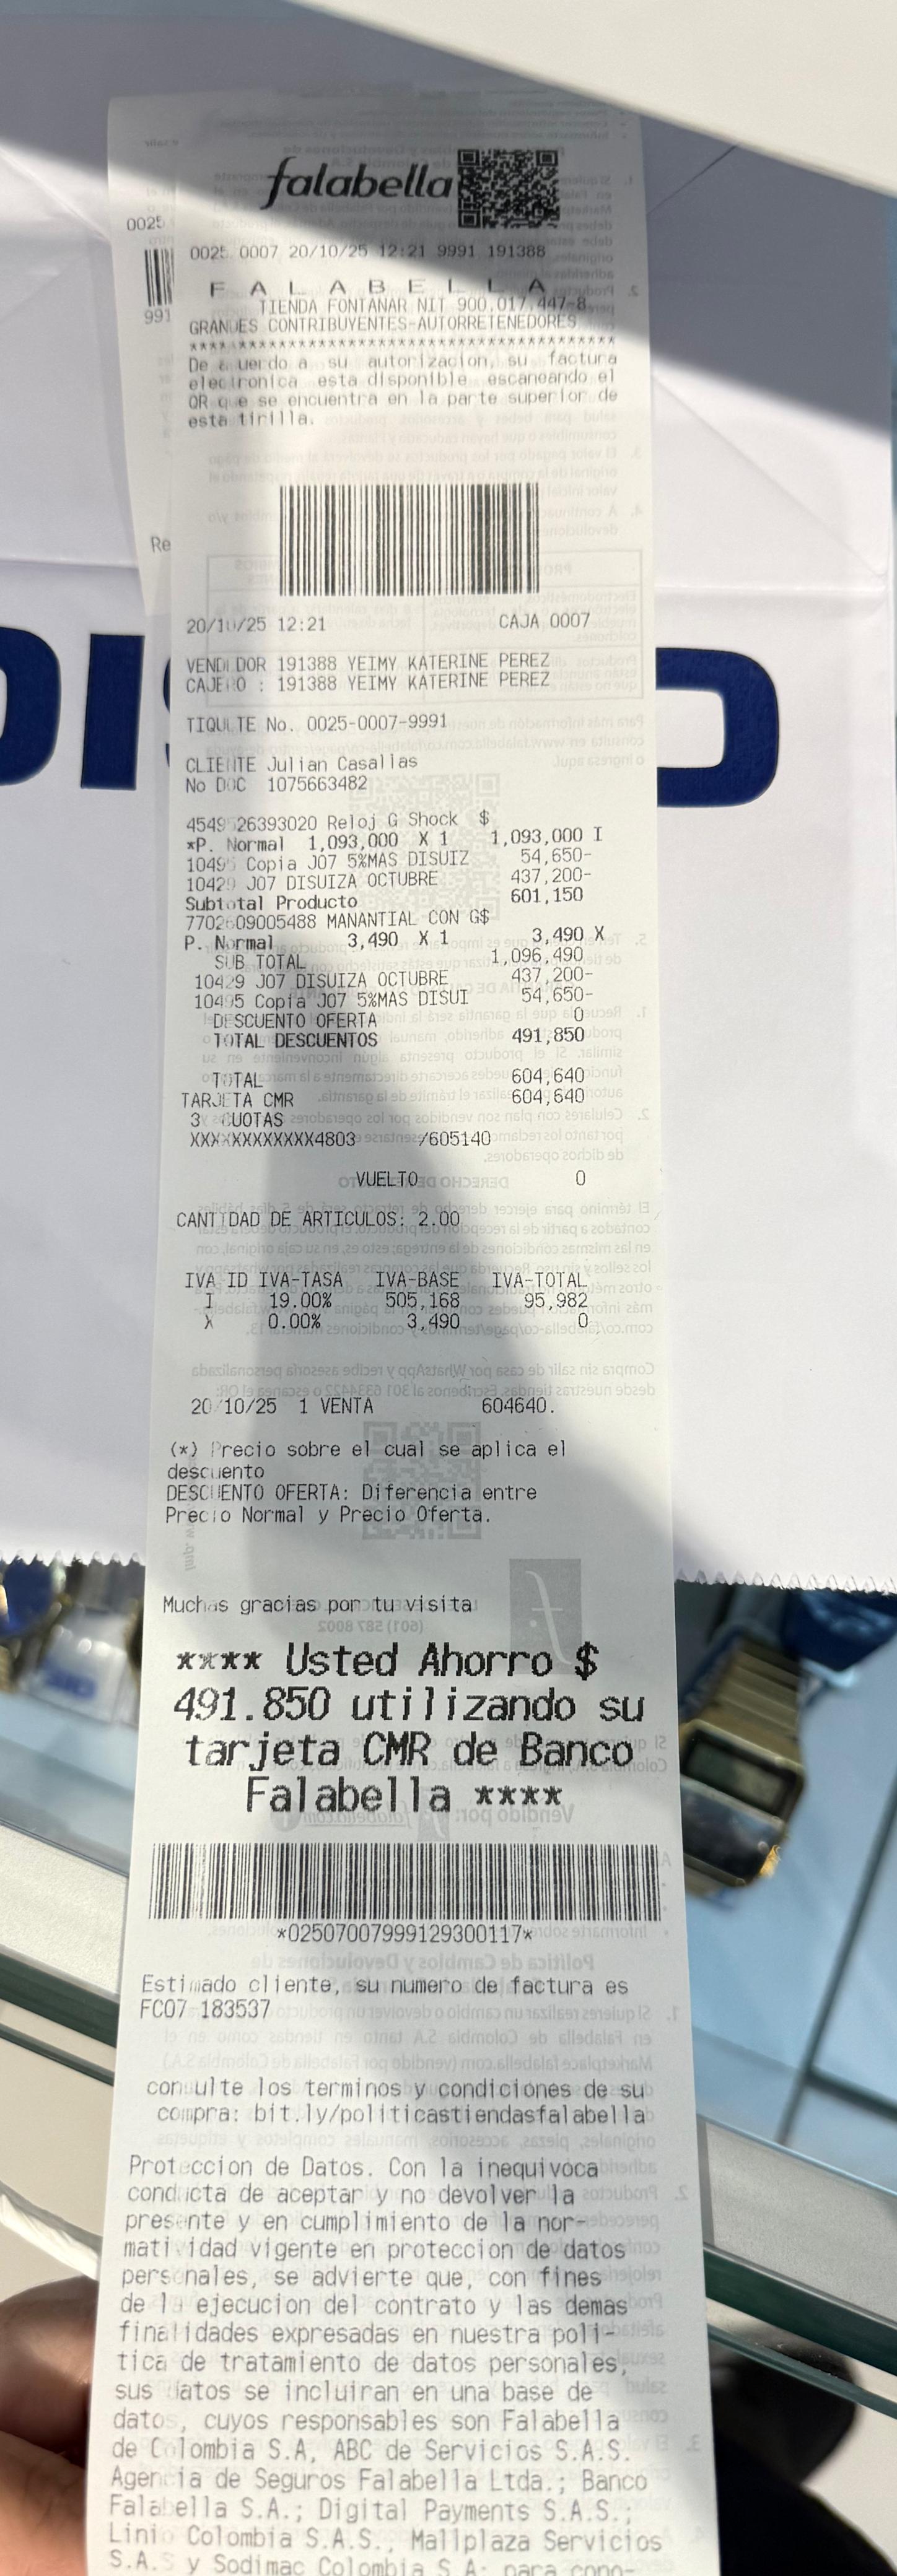 falabella
0025 0007 20/10/25 12:21 9991 191388
F A L A B E L L A
TIENDA FONTANAR NIT 900.017.447-8
GRANDES CONTRIBUYENTES-AUTORRETENEDORES
De acuerdo a su autorizacion, su factura
electronica esta disponible escaneando el
QR que se encuentra en la parte superior de
esta tirilla.
20/10/25 12:21 CAJA 0007
VENDEDOR 191388 YEIMY KATERINE PEREZ
CAJERO : 191388 YEIMY KATERINE PEREZ
TIQUETE No. 0025-0007-9991
CLIENTE Julian Casallas
No DOC 1075663482
4549526393020 Reloj G Shock $
*P. Normal 1,093,000 X 1 1,093,000 I
10495 Copia J07 5%MAS DISUIZ 54,650-
10429 J07 DISUIZA OCTUBRE 437,200-
Subtotal Producto 601,150
7702609005488 MANANTIAL CON G$
P. Normal 3,490 X 1 3,490 X
SUB TOTAL 1,096,490
10429 J07 DISUIZA OCTUBRE 437,200-
10495 Copia J07 5%MAS DISUI 54,650-
DESCUENTO OFERTA 0
TOTAL DESCUENTOS 491,850
TOTAL 604,640
TARJETA CMR 604,640
3 CUOTAS
XXXXXXXXXXXX4803 /605140
VUELTO 0
CANTIDAD DE ARTICULOS: 2.00
IVA ID IVA-TASA IVA-BASE IVA-TOTAL
I 19.00% 505,168 95,982
X 0.00% 3,490 0
20/10/25 1 VENTA 604640.
(*) Precio sobre el cual se aplica el
descuento
DESCUENTO OFERTA: Diferencia entre
Precio Normal y Precio Oferta.
Muchas gracias por tu visita
**** Usted Ahorro $
491.850 utilizando su
tarjeta CMR de Banco
Falabella ****
*02507007999129300117*
Estimado cliente, su numero de factura es
FC07 183537
consulte los terminos y condiciones de su
compra: bit.ly/politicastiendasfalabella
Proteccion de Datos. Con la inequivoca
conducta de aceptar y no devolver la
presente y en cumplimiento de la nor-
matividad vigente en proteccion de datos
personales, se advierte que, con fines
de la ejecucion del contrato y las demas
finalidades expresadas en nuestra poli-
tica de tratamiento de datos personales,
sus datos se incluiran en una base de
datos, cuyos responsables son Falabella
de Colombia S.A, ABC de Servicios S.A.S.
Agencia de Seguros Falabella Ltda.; Banco
Falabella S.A.; Digital Payments S.A.S.;
Linio Colombia S.A.S., Mallplaza Servicios
S.A.S y Sodimac Colombia S.A; para cono-